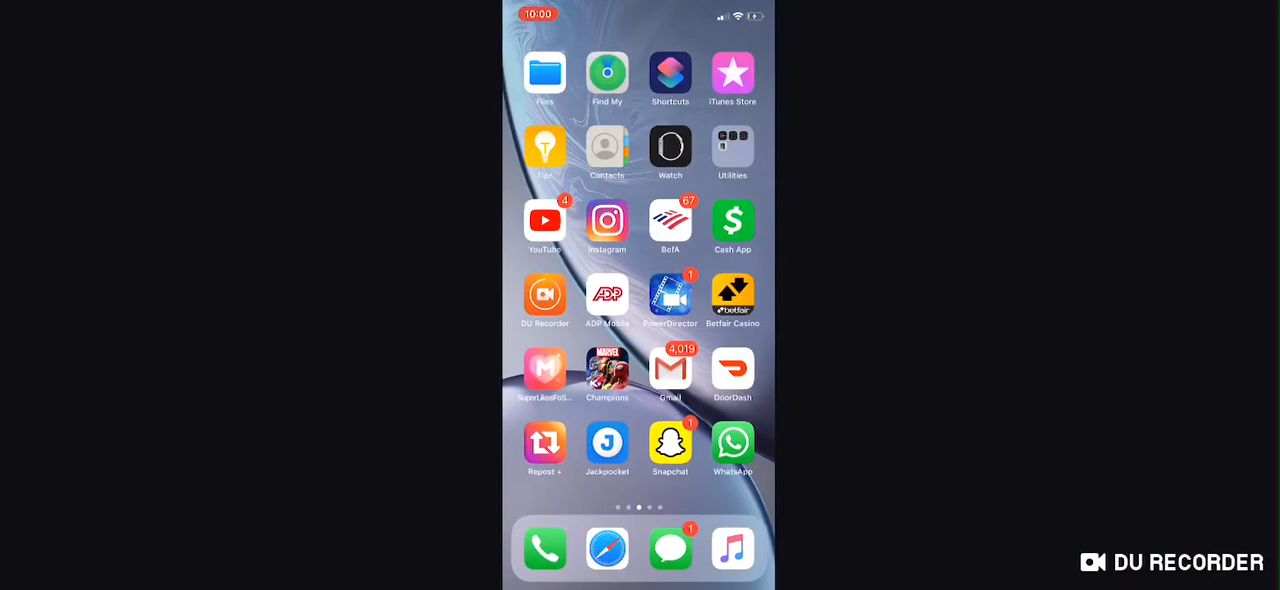 10:00
Files Find My Shortcuts iTunes Store
Tips Contacts Watch Utilities
4 67
YouTube Instagram BofA Cash App
ADP 1 betfair
DU Recorder ADP Mobile PowerDirector Betfair Casino
MARVEL 4,019
SuperLikesFoS... Champions Gmail DoorDash
1
Repost + Jackpocket Snapchat WhatsApp
1
DU RECORDER